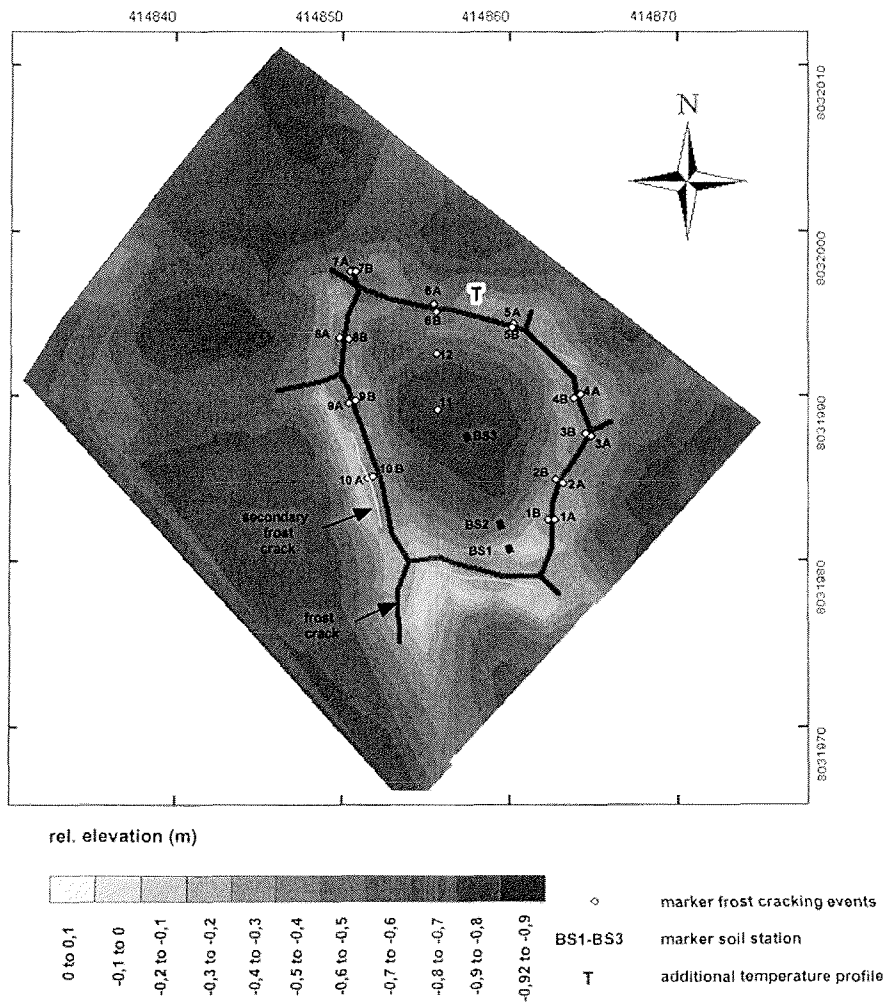 414840 414850 414860 414870
8032010
N
8032000
7A 7B
6A
T
6B
5A
5B
8A 8B
12
4A
4B
9B
9A
11
8031990
3B
BS3
3A
10 B
10 A
2B
2A
secondary
frost
crack
BS2
1B 1A
BS1
8031980
frost
crack
8031970
rel. elevation (m)
0 to 0,1
-0,1 to 0
-0,2 to -0,1
-0,3 to -0,2
-0,4 to -0,3
-0,5 to -0,4
-0,6 to -0,5
-0,7 to -0,6
-0,8 to -0,7
-0,9 to -0,8
-0,92 to -0,9
marker frost cracking events
BS1-BS3 marker soil station
T additional temperature profile